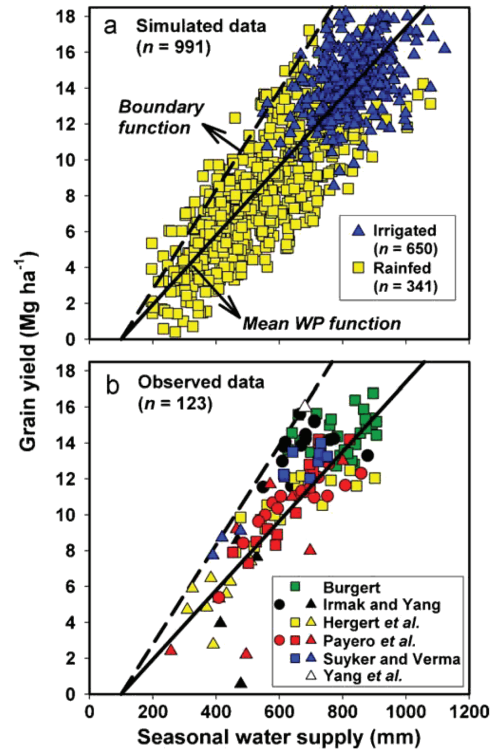 a Simulated data
(n = 991)
Boundary
function
Irrigated
(n = 650)
Rainfed
(n = 341)
Mean WP function
18
16
14
12
10
8
6
4
2
0
Grain yield (Mg ha-1)
b Observed data
(n = 123)
Burgert
Irmak and Yang
Hergert et al.
Payero et al.
Suyker and Verma
Yang et al.
18
16
14
12
10
8
6
4
2
0
0 200 400 600 800 1000 1200
Seasonal water supply (mm)